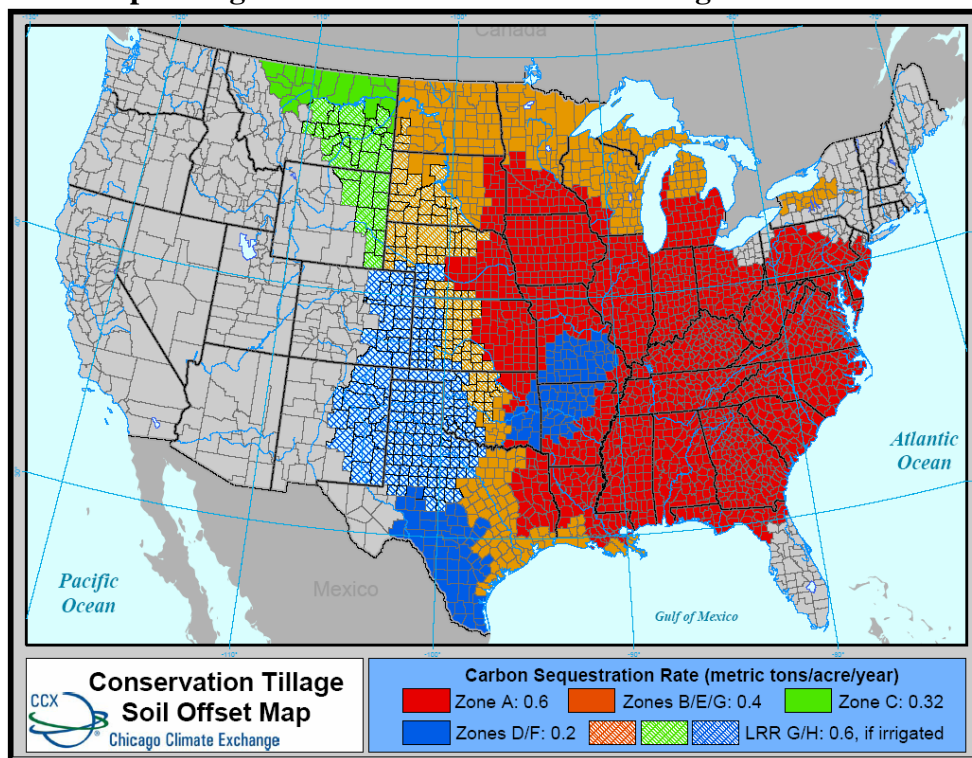 Canada
Pacific
Ocean
Mexico
Gulf of Mexico
Atlantic
Ocean
CCX
Conservation Tillage
Soil Offset Map
Chicago Climate Exchange
Carbon Sequestration Rate (metric tons/acre/year)
Zone A: 0.6 Zones B/E/G: 0.4 Zone C: 0.32
Zones D/F: 0.2 LRR G/H: 0.6, if irrigated